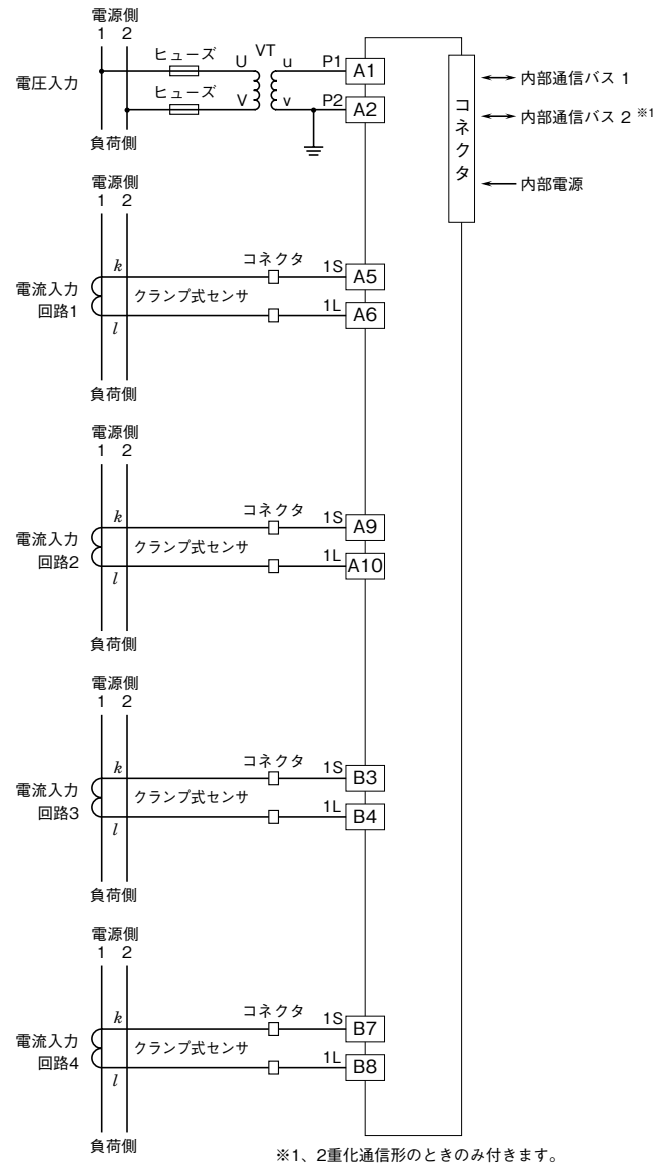 電源側
1 2
電圧入力
ヒューズ
U
VT
u
P1
A1
ヒューズ
V
v
P2
A2
負荷側
コネクタ
内部通信バス 1
内部通信バス 2 ※1
内部電源
電源側
1 2
電流入力
回路1
k
コネクタ
1S
A5
クランプ式センサ
l
1L
A6
負荷側
電源側
1 2
電流入力
回路2
k
コネクタ
1S
A9
クランプ式センサ
l
1L
A10
負荷側
電源側
1 2
電流入力
回路3
k
コネクタ
1S
B3
クランプ式センサ
l
1L
B4
負荷側
電源側
1 2
電流入力
回路4
k
コネクタ
1S
B7
クランプ式センサ
l
1L
B8
負荷側
※1、2重化通信形のときのみ付きます。